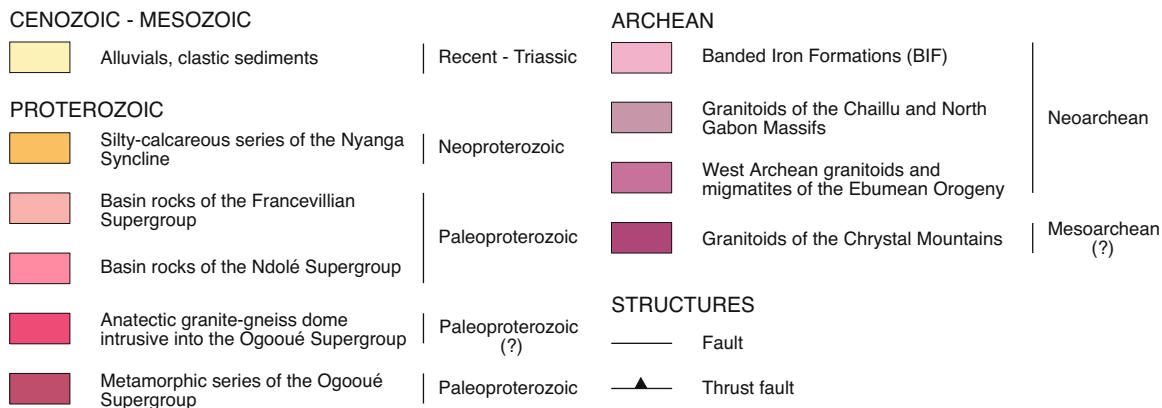 CENOZOIC - MESOZOIC
Alluvials, clastic sediments
Recent - Triassic
PROTEROZOIC
Silty-calcareous series of the Nyanga
Syncline
Neoproterozoic
Basin rocks of the Francevillian
Supergroup
Basin rocks of the Ndolé Supergroup
Paleoproterozoic
Anatectic granite-gneiss dome
intrusive into the Ogooué Supergroup
Paleoproterozoic
(?)
Metamorphic series of the Ogooué
Supergroup
Paleoproterozoic
ARCHEAN
Banded Iron Formations (BIF)
Granitoids of the Chaillu and North
Gabon Massifs
West Archean granitoids and
migmatites of the Ebumean Orogeny
Neoarchean
Granitoids of the Chrystal Mountains
Mesoarchean
(?)
STRUCTURES
Fault
Thrust fault